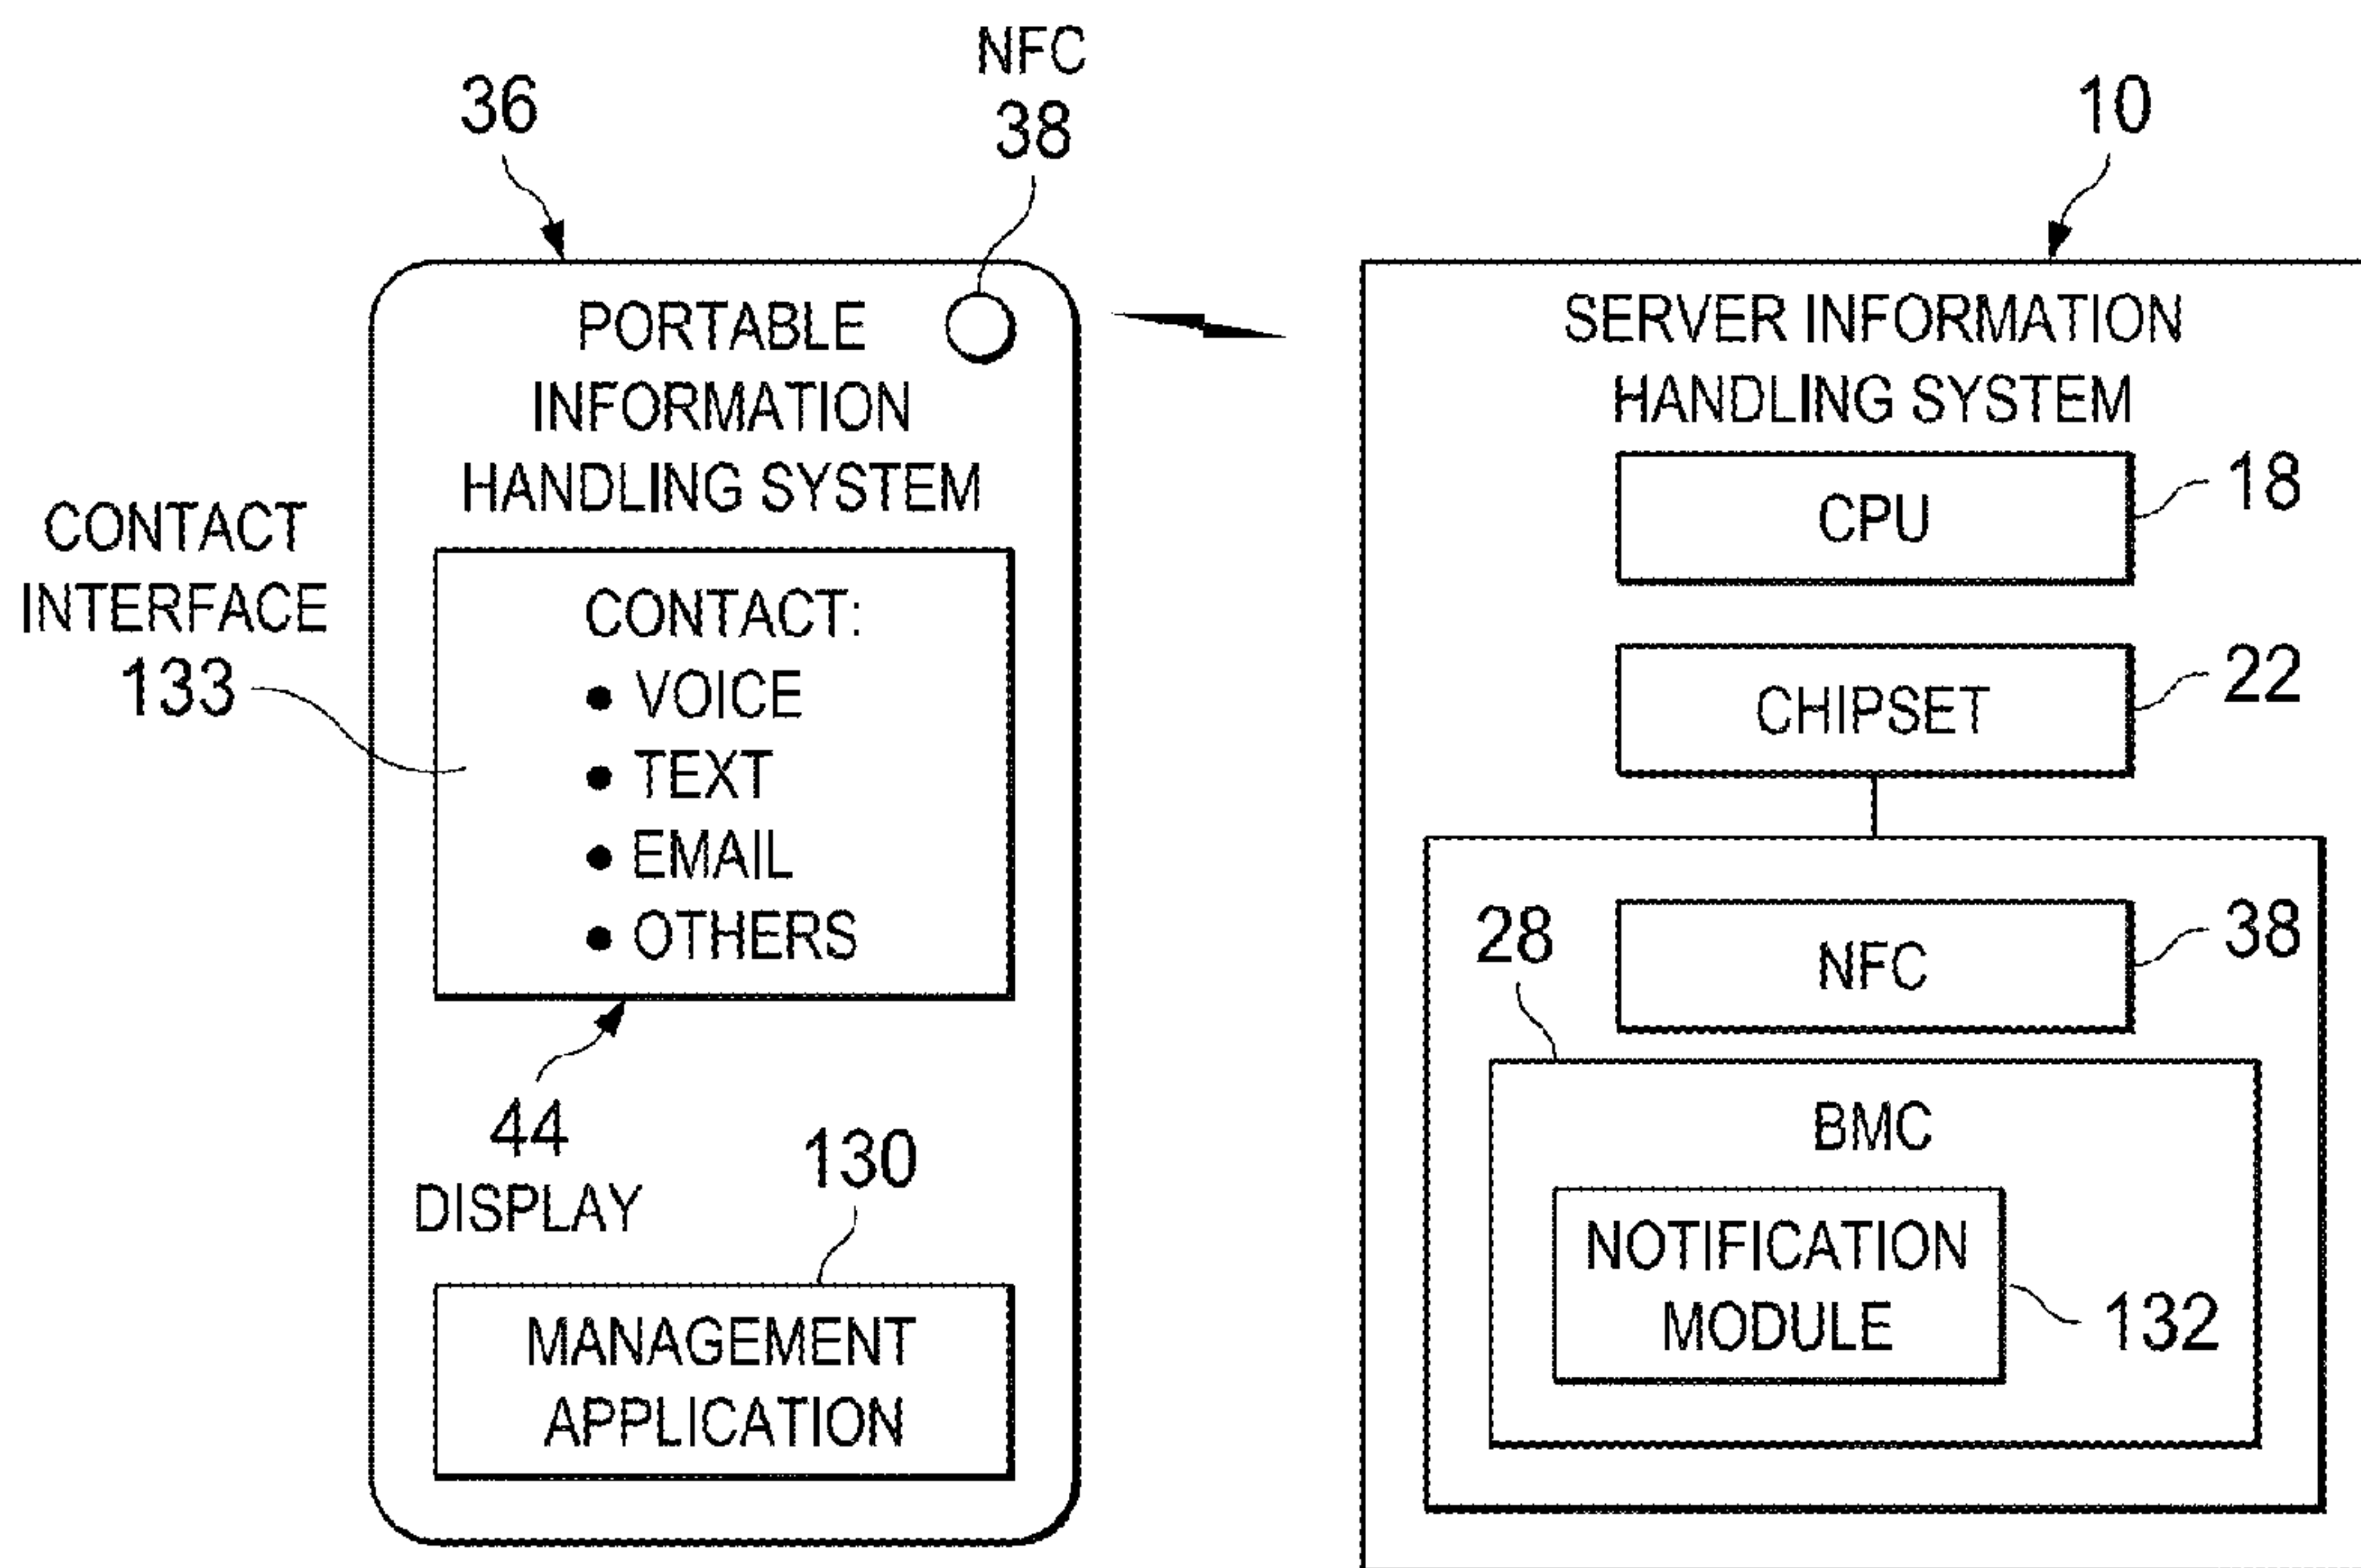 36
NFC
38
10
PORTABLE
INFORMATION
HANDLING SYSTEM
CONTACT
INTERFACE
133
CONTACT:
• VOICE
• TEXT
• EMAIL
• OTHERS
44
DISPLAY
130
MANAGEMENT
APPLICATION
SERVER INFORMATION
HANDLING SYSTEM
CPU
18
CHIPSET
22
NFC
38
28
BMC
NOTIFICATION
MODULE
132